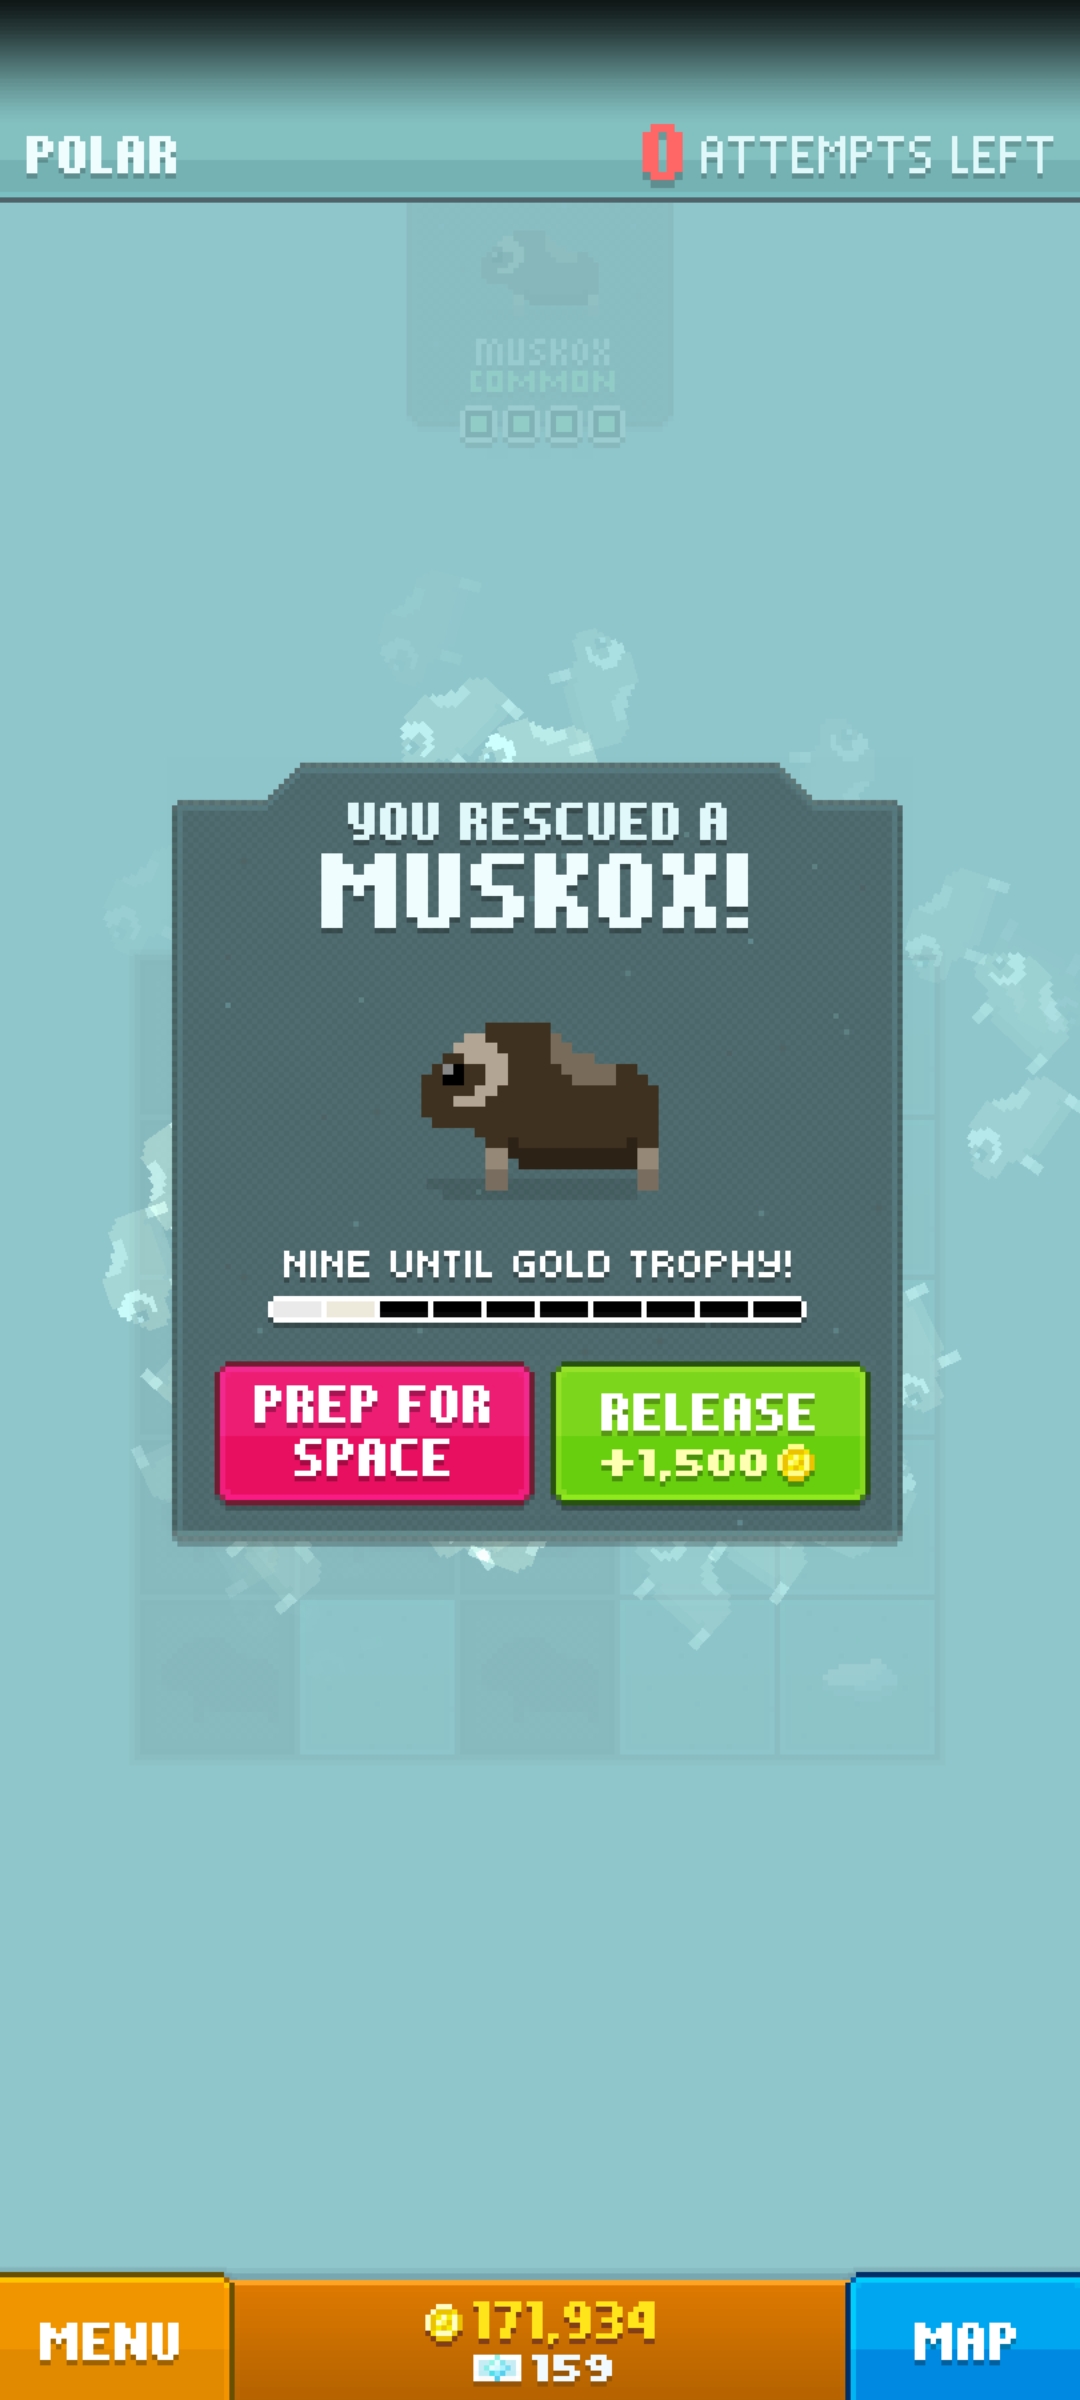 POLAR
0 ATTEMPTS LEFT
MUSKOX
COMMON
YOU RESCUED A
MUSKOX!
NINE UNTIL GOLD TROPHY!
PREP FOR
SPACE
RELEASE
+1,500
MENU
171,934
159
MAP